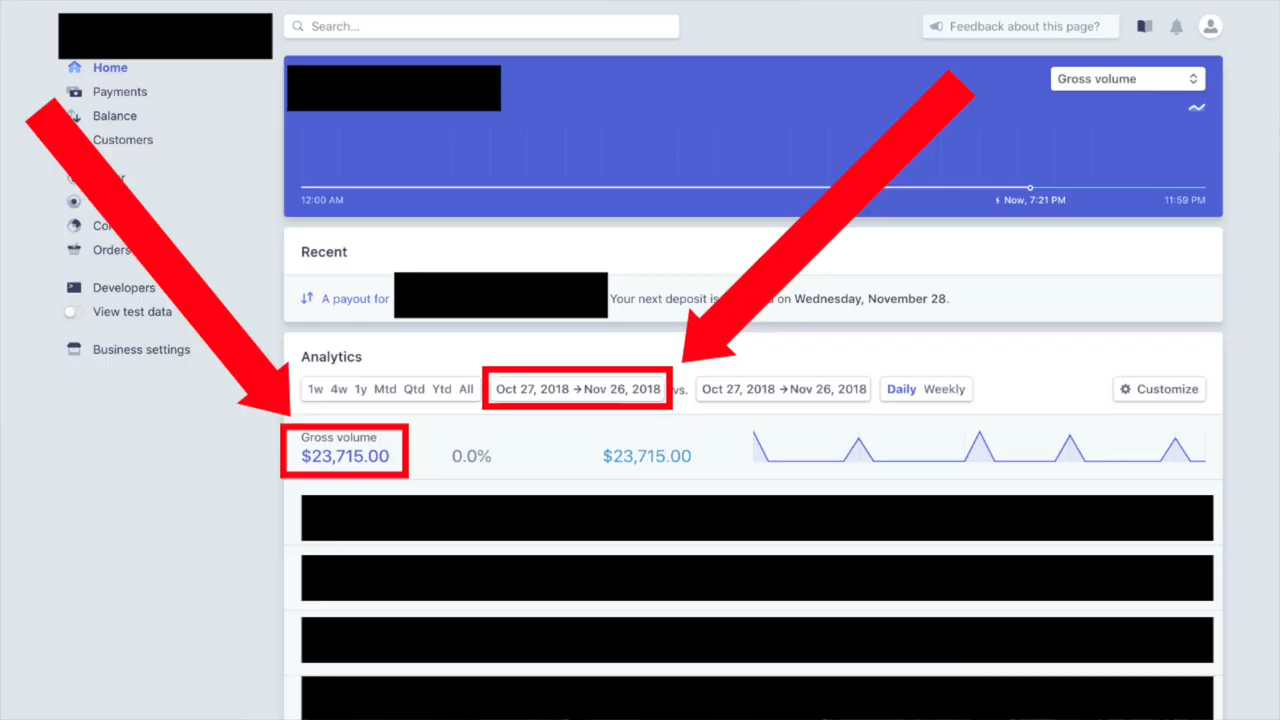 Search...
Feedback about this page?
Home
Payments
Balance
Customers
Orders
Developers
View test data
Business settings
Gross volume
12:00 AM
Now, 7:21 PM
11:59 PM
Recent
A payout for
Your next deposit is on Wednesday, November 28.
Analytics
1w 4w 1y Mtd Qtd Ytd All
Oct 27, 2018 → Nov 26, 2018
vs.
Oct 27, 2018 → Nov 26, 2018
Daily Weekly
Customize
Gross volume
$23,715.00
0.0%
$23,715.00